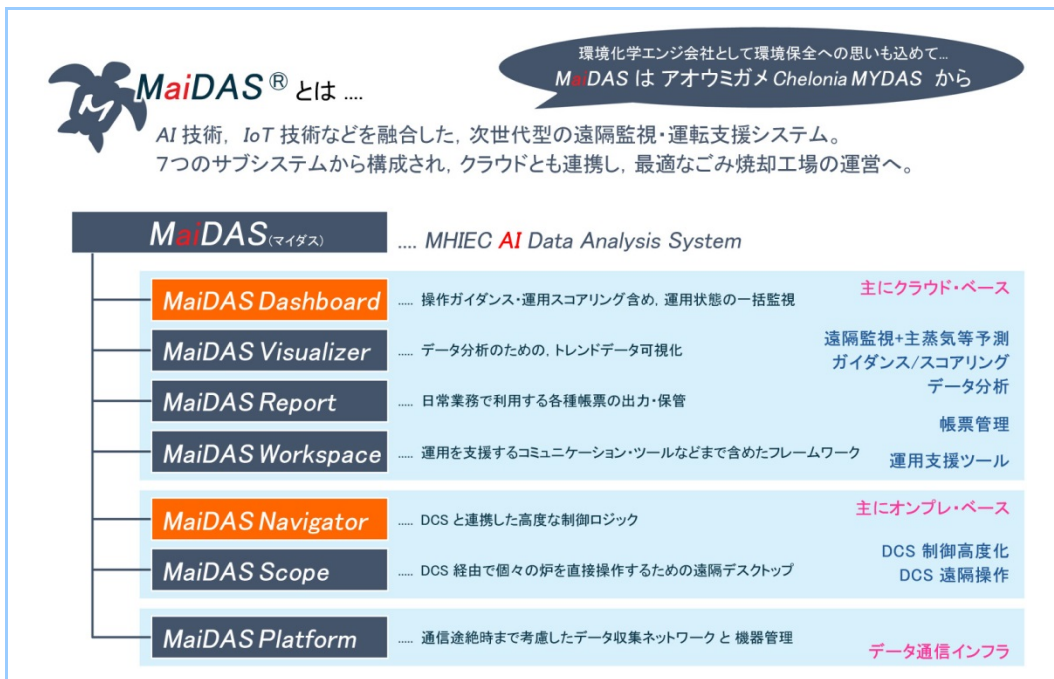 環境化学エンジ会社として環境保全への思いも込めて...
MaiDAS は アオウミガメ Chelonia MYDAS から
M
MaiDAS® とは ....
AI 技術, IoT 技術などを融合した, 次世代型の遠隔監視・運転支援システム。
7つのサブシステムから構成され, クラウドとも連携し, 最適なごみ焼却工場の運営へ。
MaiDAS(マイダス) .... MHIEC AI Data Analysis System
主にクラウド・ベース
MaiDAS Dashboard ..... 操作ガイダンス・運用スコアリング含め, 運用状態の一括監視
遠隔監視+主蒸気等予測
MaiDAS Visualizer ..... データ分析のための, トレンドデータ可視化
ガイダンス/スコアリング
データ分析
MaiDAS Report ..... 日常業務で利用する各種帳票の出力・保管
帳票管理
MaiDAS Workspace ..... 運用を支援するコミュニケーション・ツールなどまで含めたフレームワーク
運用支援ツール
主にオンプレ・ベース
MaiDAS Navigator ..... DCS と連携した高度な制御ロジック
DCS 制御高度化
MaiDAS Scope ..... DCS 経由で個々の炉を直接操作するための遠隔デスクトップ
DCS 遠隔操作
MaiDAS Platform ..... 通信途絶時まで考慮したデータ収集ネットワーク と 機器管理
データ通信インフラ